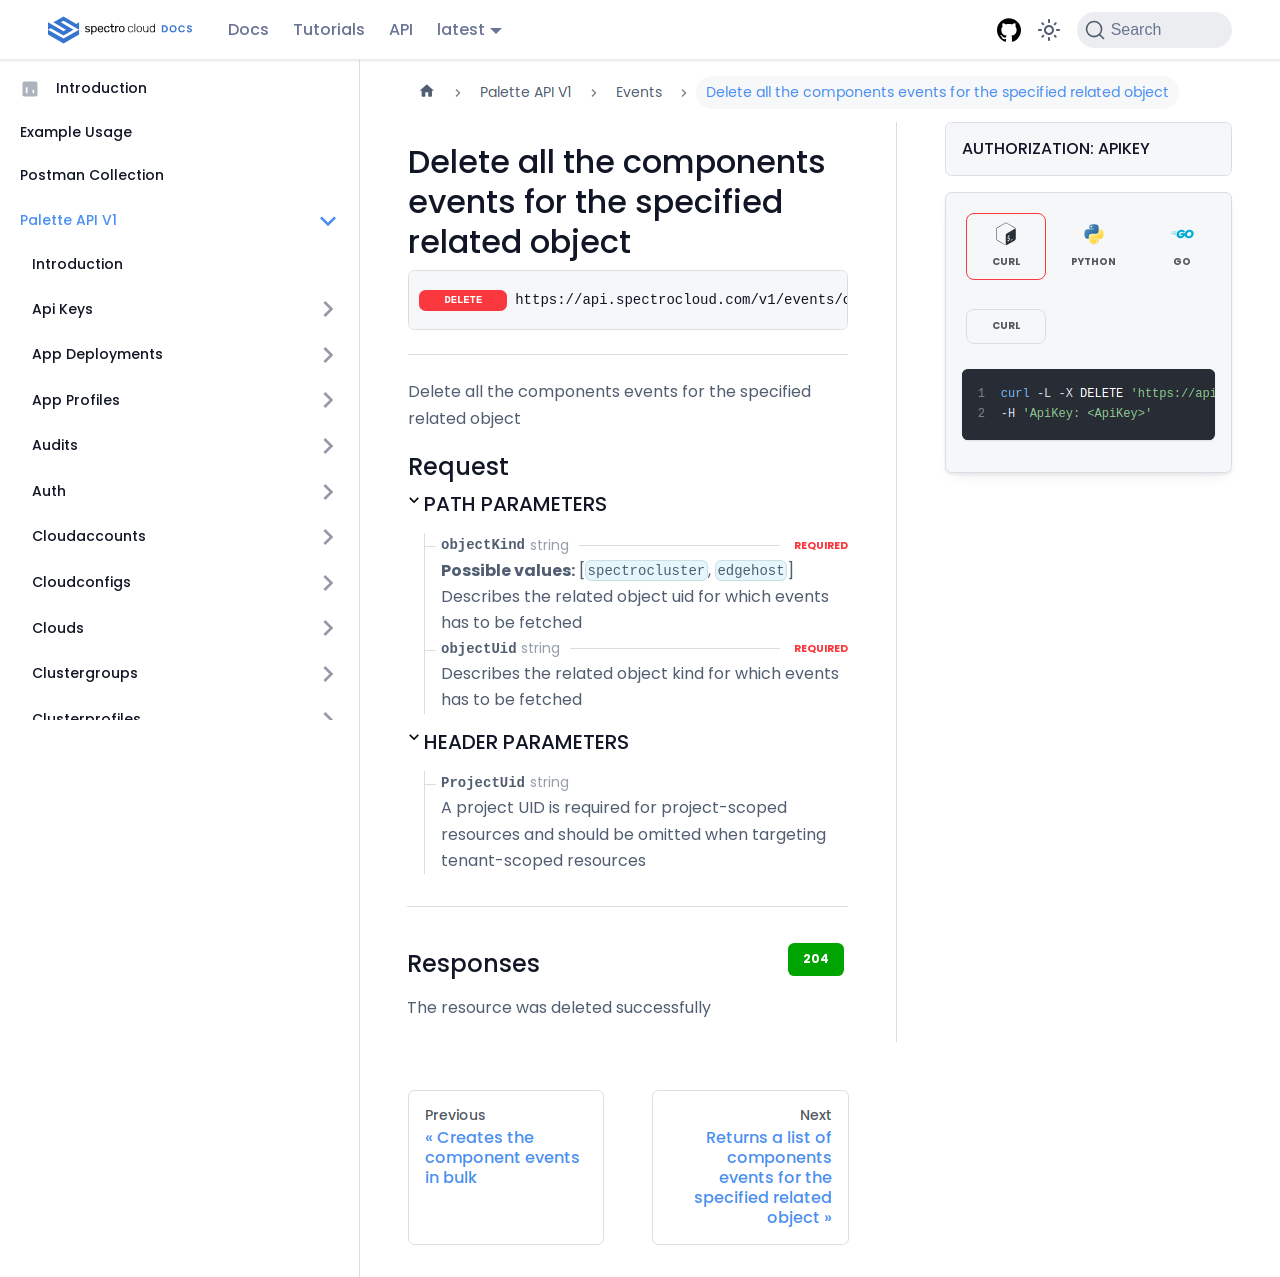 spectro cloud DOCS
Docs
Tutorials
API
latest
Search
Introduction
Example Usage
Postman Collection
Palette API V1
Introduction
Api Keys
App Deployments
App Profiles
Audits
Auth
Cloudaccounts
Cloudconfigs
Clouds
Clustergroups
Clusterprofiles
Palette API V1
Events
Delete all the components events for the specified related object
Delete all the components
events for the specified
related object
DELETE https://api.spectrocloud.com/v1/events/
Delete all the components events for the specified
related object
Request
PATH PARAMETERS
objectKind string REQUIRED
Possible values: [spectrocluster, edgehost]
Describes the related object uid for which events
has to be fetched
objectUid string REQUIRED
Describes the related object kind for which events
has to be fetched
HEADER PARAMETERS
ProjectUid string
A project UID is required for project-scoped
resources and should be omitted when targeting
tenant-scoped resources
Responses
204
The resource was deleted successfully
Previous
« Creates the
component events
in bulk
Next
Returns a list of
components
events for the
specified related
object »
AUTHORIZATION: APIKEY
CURL
PYTHON
GO
CURL
1 curl -L -X DELETE 'https://api
2 -H 'ApiKey: <ApiKey>'